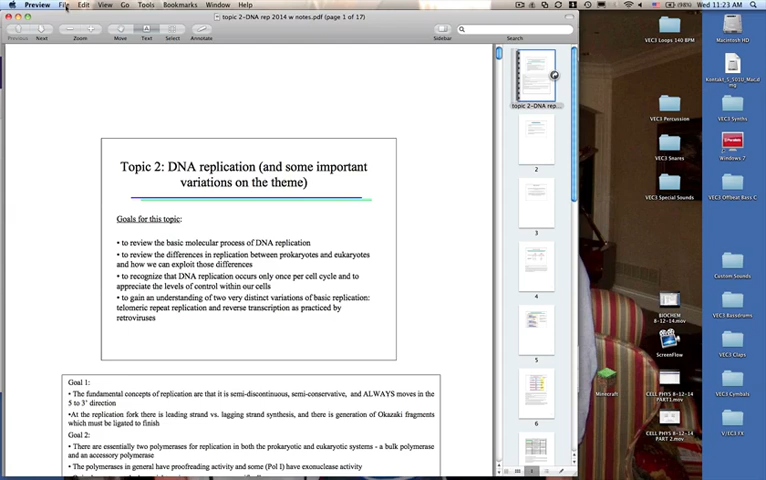 Preview File Edit View Go Tools Bookmarks Window Help
(98%) Wed 11:23 AM
topic 2-DNA rep 2014 w notes.pdf (page 1 of 17)
Previous Next Zoom Move Text Select Annotate Sidebar Search
Topic 2: DNA replication (and some important
variations on the theme)
Goals for this topic:
• to review the basic molecular process of DNA replication
• to review the differences in replication between prokaryotes and eukaryotes
and how we can exploit those differences
• to recognize that DNA replication occurs only once per cell cycle and to
appreciate the levels of control within our cells
• to gain an understanding of two very distinct variations of basic replication:
telomeric repeat replication and reverse transcription as practiced by
retroviruses
Goal 1:
• The fundamental concepts of replication are that it is semi-discontinuous, semi-conservative, and ALWAYS moves in the
5 to 3' direction
•At the replication fork there is leading strand vs. lagging strand synthesis, and there is generation of Okazaki fragments
which must be ligated to finish
Goal 2:
• There are essentially two polymerases for replication in both the prokaryotic and eukaryotic systems - a bulk polymerase
and an accessory polymerase
• The polymerases in general have proofreading activity and some (Pol I) have exonuclease activity
topic 2-DNA rep...
2
3
4
5
6
VEC3 Loops 140 BPM
Macintosh HD
VEC3 Percussion
VEC3 Synths
VEC3 Snares
Windows 7
VEC3 Special Sounds
VEC3 Offbeat Bass C
Custom Sounds
BIOCHEM
8-12-14.mov
VEC3 Bassdrums
ScreenFlow
VEC3 Claps
Minecraft
CELL PHYS 8-12-14
PART1.mov
VEC3 Cymbals
CELL PHYS 8-12-14
PART 2.mov
VEC3 FX